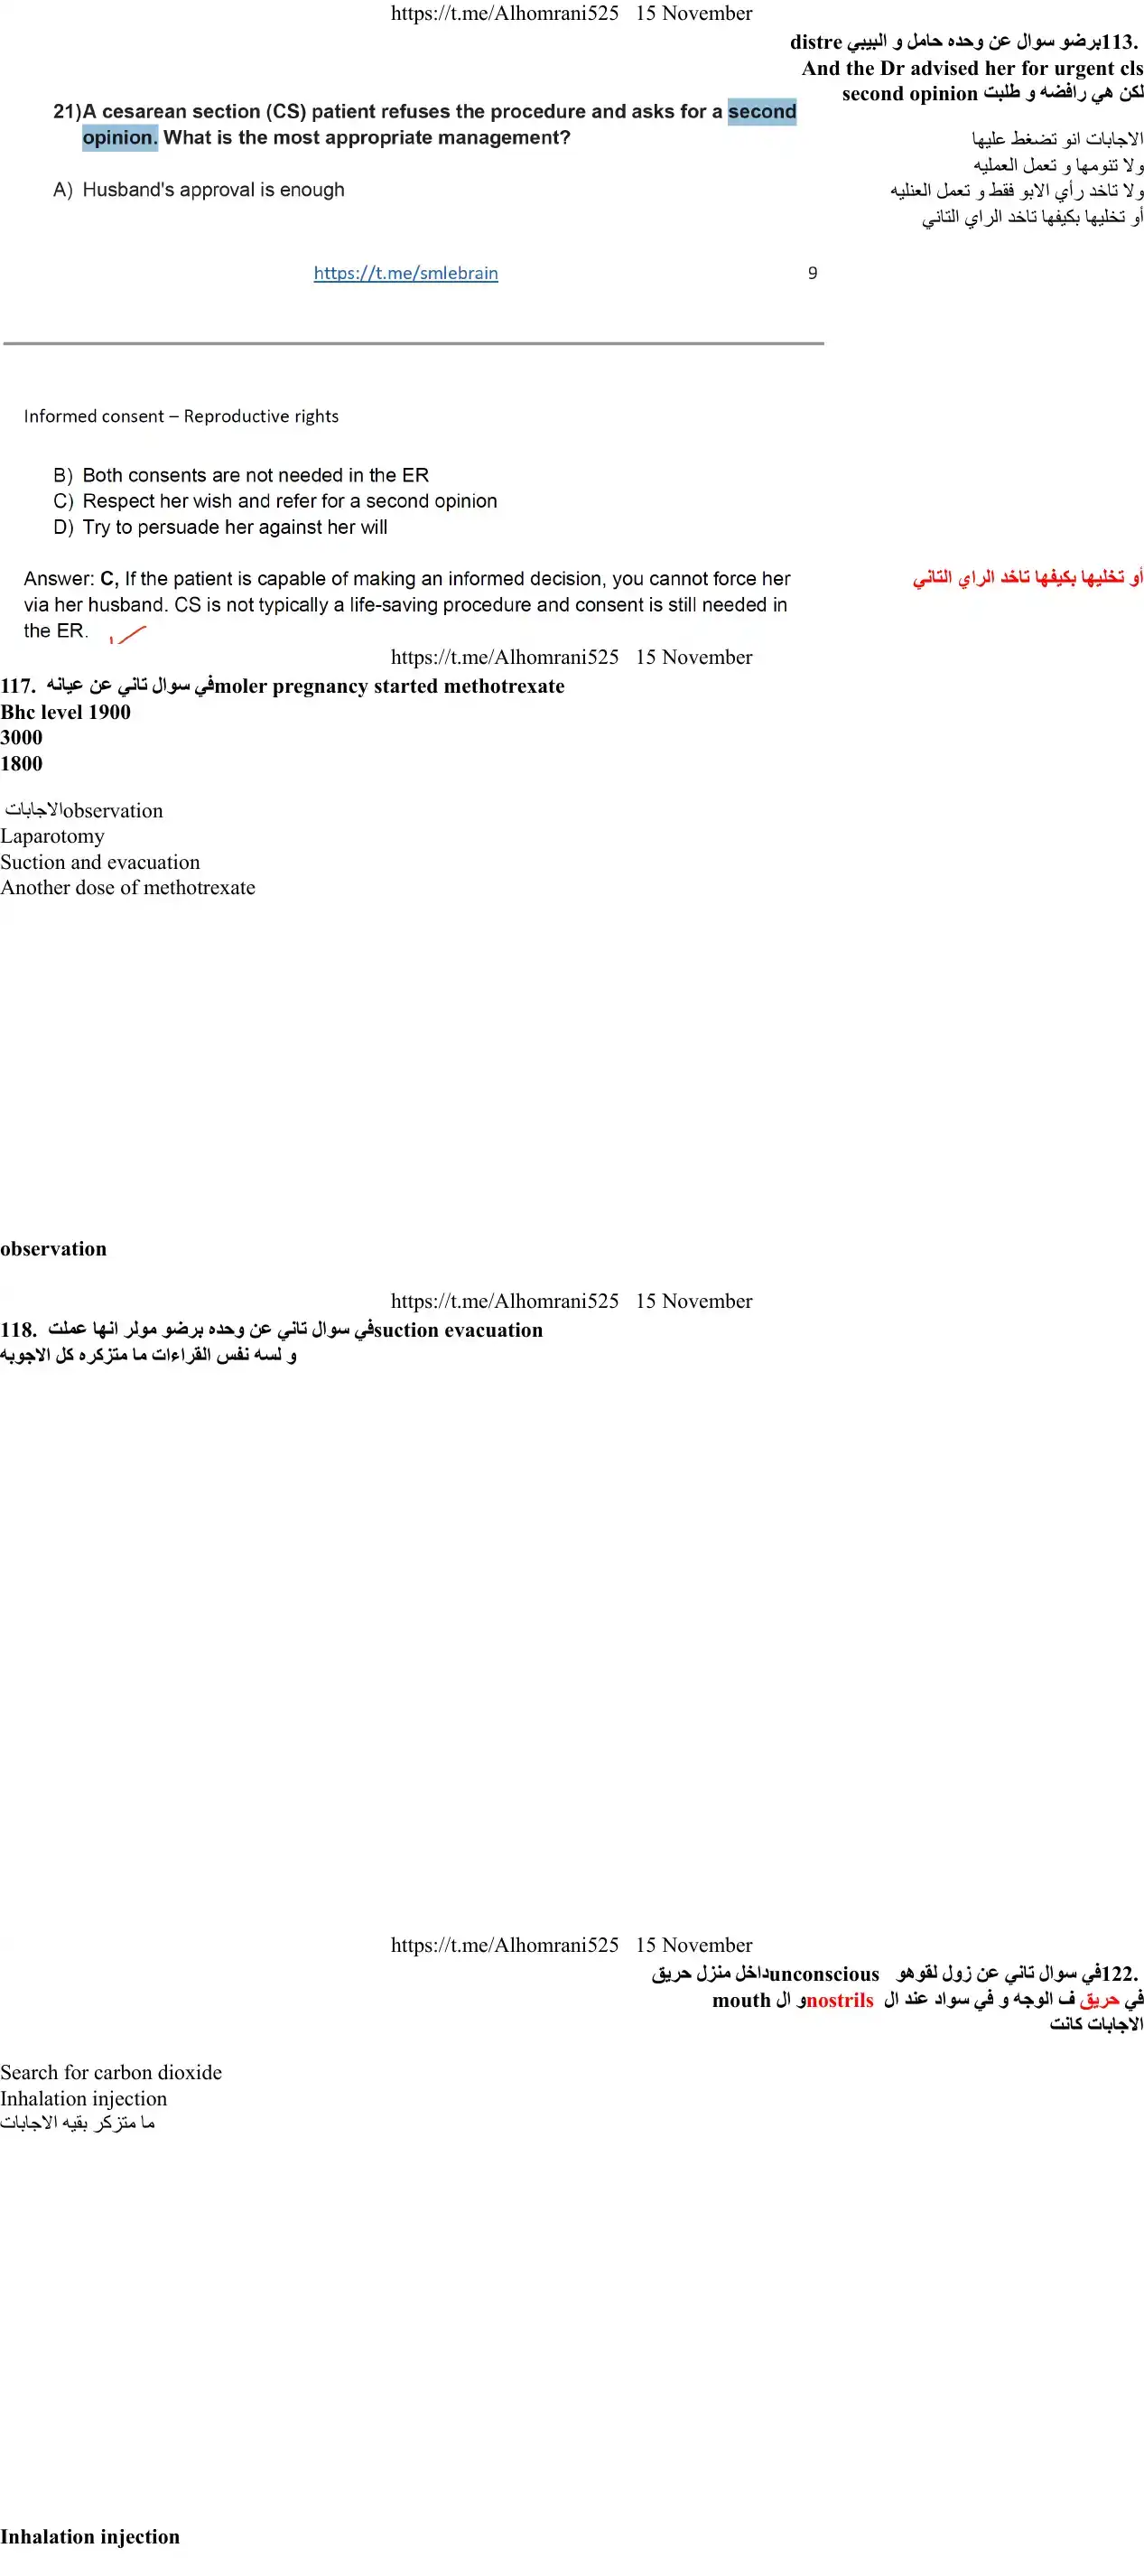 https://t.me/Alhomrani525 15 November
.113برضو سوال عن وحده حامل و البيبي distre
And the Dr advised her for urgent cls
لكن هي رافضه و طلبت second opinion
21)A cesarean section (CS) patient refuses the procedure and asks for a second
opinion. What is the most appropriate management?
الاجابات انو تضغط عليها
ولا تنومها و تعمل العمليه
A) Husband's approval is enough
ولا تاخد رأي الابو فقط و تعمل العنليه
أو تخليها بكيفها تاخد الراي التاني
https://t.me/smlebrain 9
Informed consent – Reproductive rights
B) Both consents are not needed in the ER
C) Respect her wish and refer for a second opinion
D) Try to persuade her against her will
Answer: C, If the patient is capable of making an informed decision, you cannot force her
via her husband. CS is not typically a life-saving procedure and consent is still needed in
the ER.
أو تخليها بكيفها تاخد الراي التاني
https://t.me/Alhomrani525 15 November
117. في سوال تاني عن عيانه moler pregnancy started methotrexate
Bhc level 1900
3000
1800
الاجابات observation
Laparotomy
Suction and evacuation
Another dose of methotrexate
observation
https://t.me/Alhomrani525 15 November
118. في سوال تاني عن وحده برضو مولر انها عملت suction evacuation
و لسه نفس القراءات ما متزكره كل الاجوبه
https://t.me/Alhomrani525 15 November
.122في سوال تاني عن زول لقوهو unconscious داخل منزل حريق
في حريق ف الوجه و في سواد عند ال nostrils و ال mouth
الاجابات كانت
Search for carbon dioxide
Inhalation injection
ما متزكر بقيه الاجابات
Inhalation injection